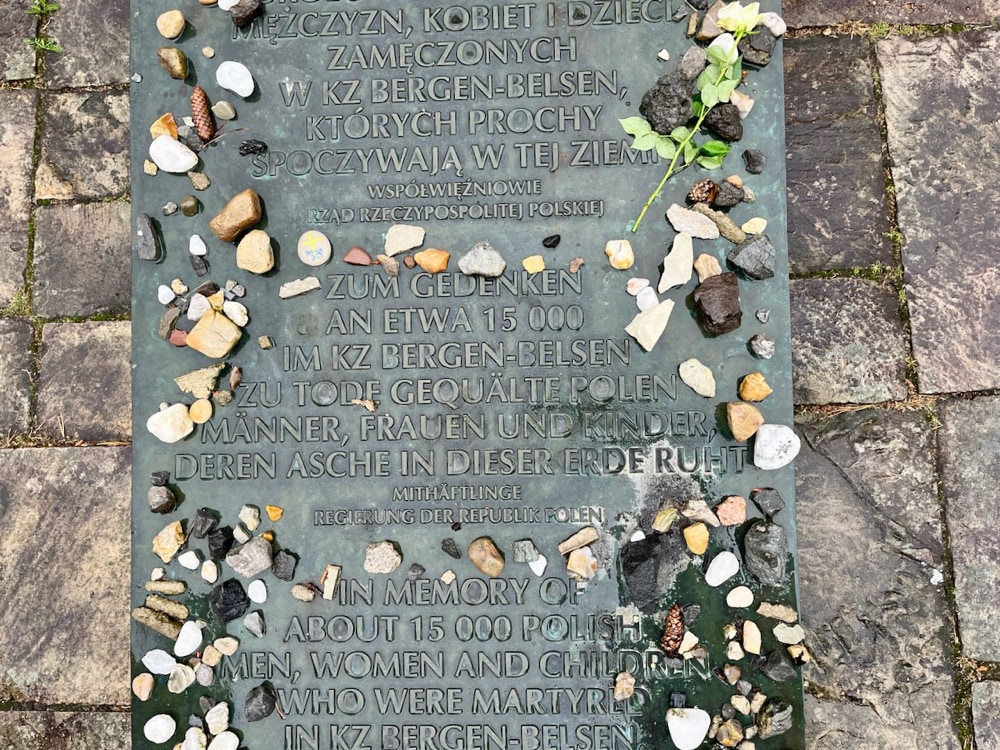 MĘŻCZYZN, KOBIET I DZIECI
ZAMĘCZONYCH
W KZ BERGEN-BELSEN,
KTÓRYCH PROCHY
SPOCZYWAJĄ W TEJ ZIEMI
WSPÓŁWIĘŹNIOWIE
RZĄD RZECZYPOSPOLITEJ POLSKIEJ
ZUM GEDENKEN
AN ETWA 15 000
IM KZ BERGEN-BELSEN
ZU TODE GEQUÄLTE POLEN
MÄNNER, FRAUEN UND KINDER,
DEREN ASCHE IN DIESER ERDE RUHT
MITHÄFTLINGE
REGIERUNG DER REPUBLIK POLEN
IN MEMORY OF
ABOUT 15 000 POLISH
MEN, WOMEN AND CHILDREN
WHO WERE MARTYRED
IN KZ BERGEN-BELSEN,